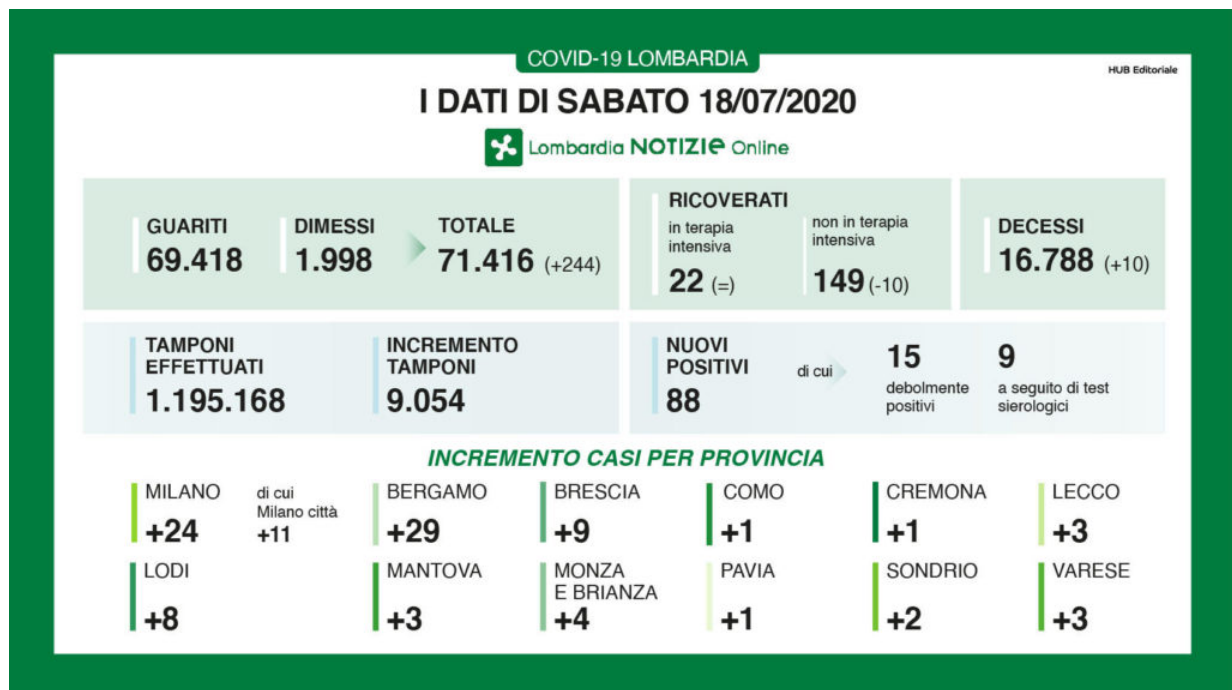 COVID-19 LOMBARDIA
HUB Editoriale
I DATI DI SABATO 18/07/2020
Lombardia NOTIZIE Online
GUARITI
69.418
DIMESSI
1.998
TOTALE
71.416 (+244)
RICOVERATI
in terapia
intensiva
22 (=)
non in terapia
intensiva
149 (-10)
DECESSI
16.788 (+10)
TAMPONI
EFFETTUATI
1.195.168
INCREMENTO
TAMPONI
9.054
NUOVI
POSITIVI
88
di cui
15
debolmente
positivi
9
a seguito di test
sierologici
INCREMENTO CASI PER PROVINCIA
MILANO
+24
di cui
Milano città
+11
BERGAMO
+29
BRESCIA
+9
COMO
+1
CREMONA
+1
LECCO
+3
LODI
+8
MANTOVA
+3
MONZA
E BRIANZA
+4
PAVIA
+1
SONDRIO
+2
VARESE
+3